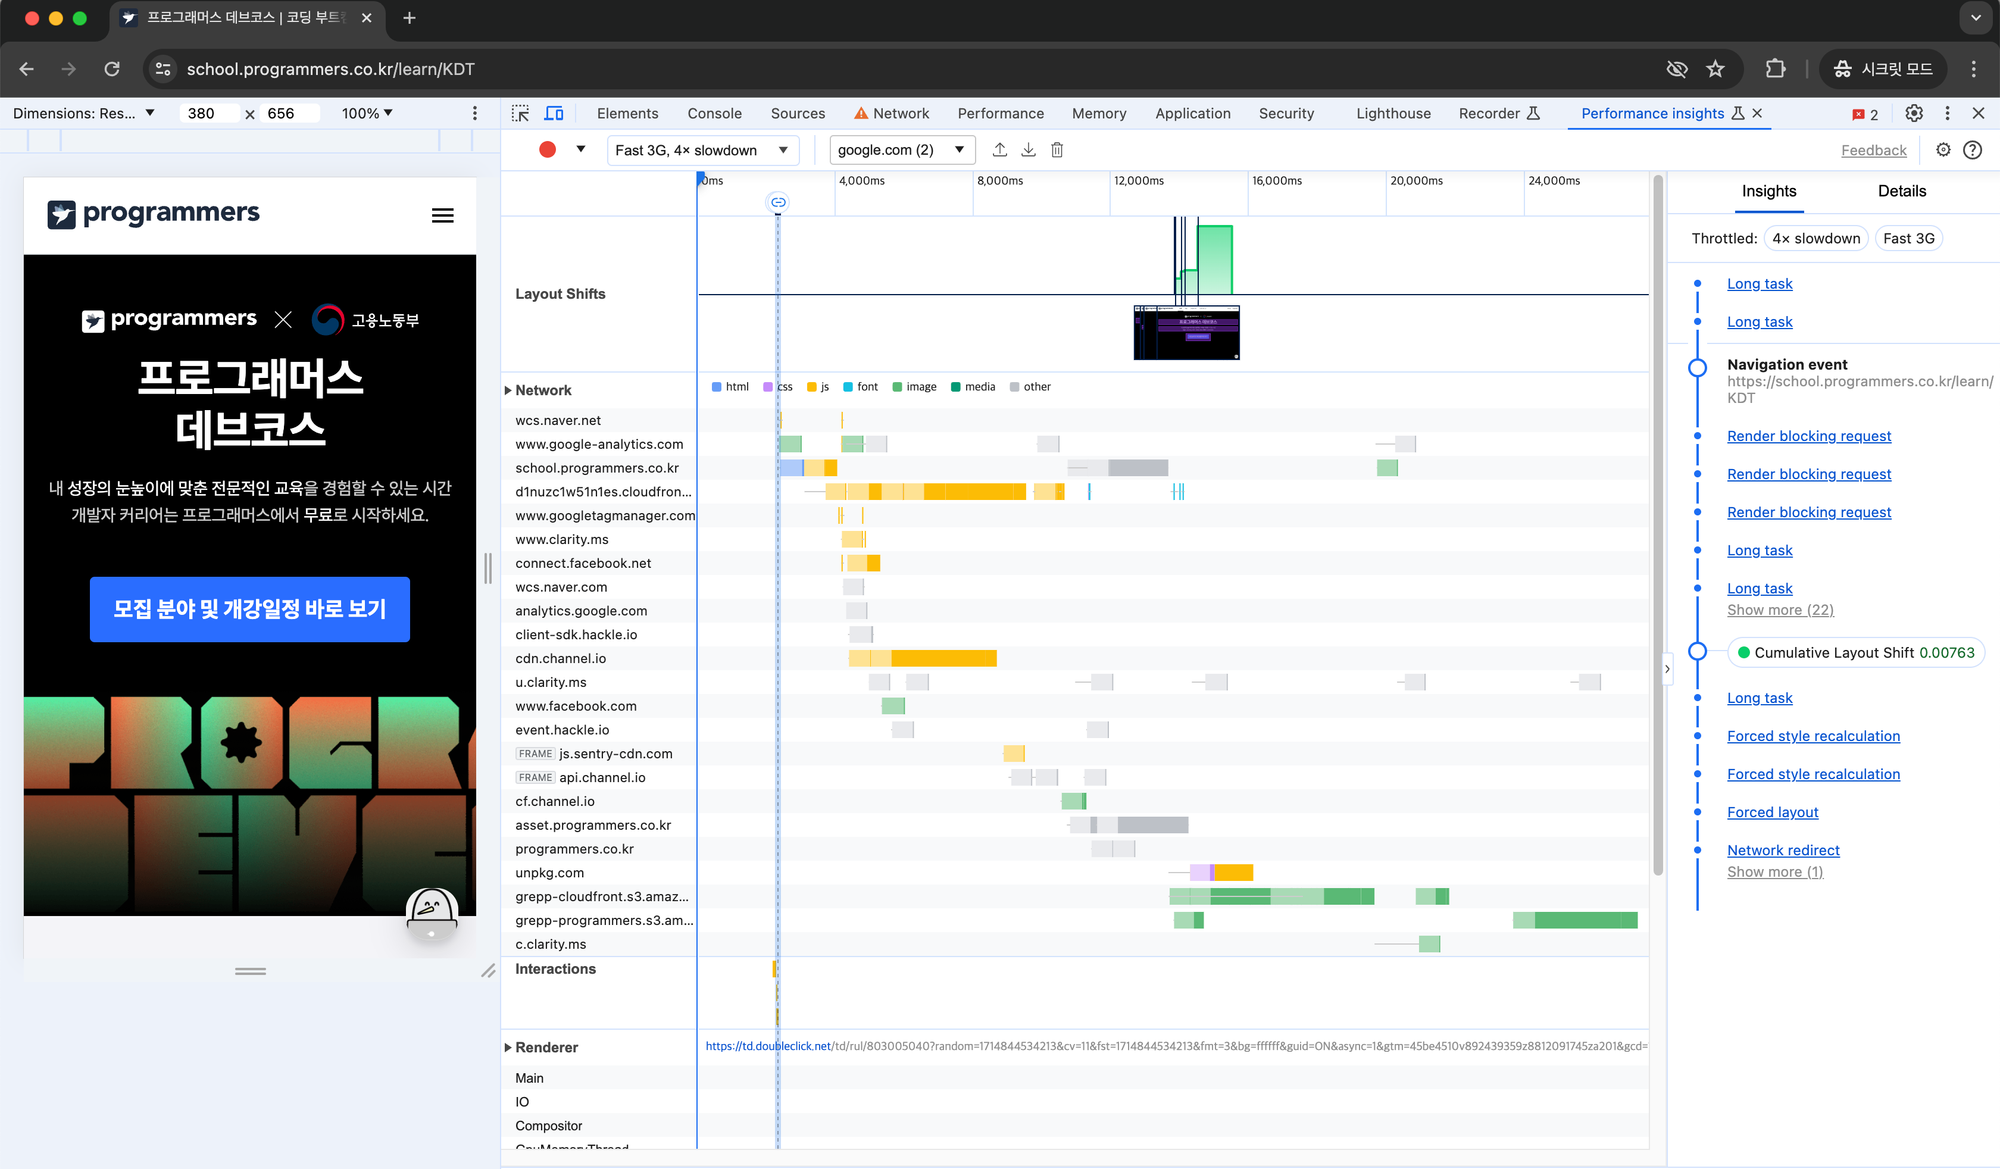 프로그래머스 데브코스 | 코딩 부트
school.programmers.co.kr/learn/KDT
시크릿 모드
Dimensions: Res...
380 x 656
100%
Elements
Console
Sources
Network
Performance
Memory
Application
Security
Lighthouse
Recorder
Performance insights
2
Fast 3G, 4× slowdown
google.com (2)
Feedback
programmers
programmers
고용노동부
프로그래머스
데브코스
내 성장의 눈높이에 맞춘 전문적인 교육을 경험할 수 있는 시간
개발자 커리어는 프로그래머스에서 무료로 시작하세요.
모집 분야 및 개강일정 바로 보기
PROGR
DEVC
0ms
4,000ms
8,000ms
12,000ms
16,000ms
20,000ms
24,000ms
Layout Shifts
Network
html
css
js
font
image
media
other
wcs.naver.net
www.google-analytics.com
school.programmers.co.kr
d1nuzc1w51n1es.cloudfron...
www.googletagmanager.com
www.clarity.ms
connect.facebook.net
wcs.naver.com
analytics.google.com
client-sdk.hackle.io
cdn.channel.io
u.clarity.ms
www.facebook.com
event.hackle.io
FRAME js.sentry-cdn.com
FRAME api.channel.io
cf.channel.io
asset.programmers.co.kr
programmers.co.kr
unpkg.com
grepp-cloudfront.s3.amaz...
grepp-programmers.s3.am...
c.clarity.ms
Interactions
Renderer
https://td.doubleclick.net/td/rul/803005040?random=1714844534213&cv=11&fst=1714844534213&fmt=3&bg=ffffff&guid=ON&async=1&gtm=45be4510v892439359z8812091745za201&gcd=
Main
IO
Compositor
Insights
Details
Throttled:
4× slowdown
Fast 3G
Long task
Long task
Navigation event
https://school.programmers.co.kr/learn/
KDT
Render blocking request
Render blocking request
Render blocking request
Long task
Long task
Show more (22)
Cumulative Layout Shift 0.00763
Long task
Forced style recalculation
Forced style recalculation
Forced layout
Network redirect
Show more (1)